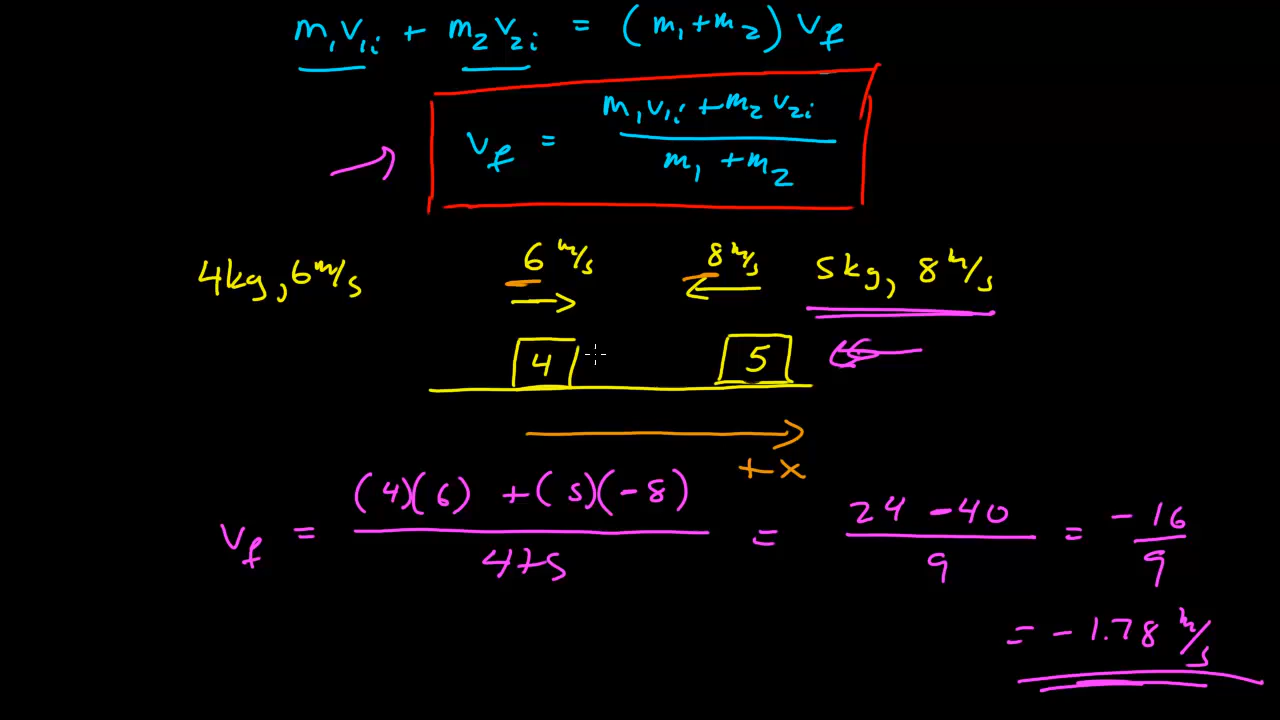 m₁v₁ᵢ + m₂v₂ᵢ = (m₁+m₂) v_f
v_f = (m₁v₁ᵢ + m₂v₂ᵢ)/(m₁ + m₂)
4kg, 6 m/s 6 m/s 8 m/s 5kg, 8 m/s
4 5
+x
v_f = ((4)(6) + (5)(-8))/(4+5) = (24 - 40)/9 = -16/9
= -1.78 m/s